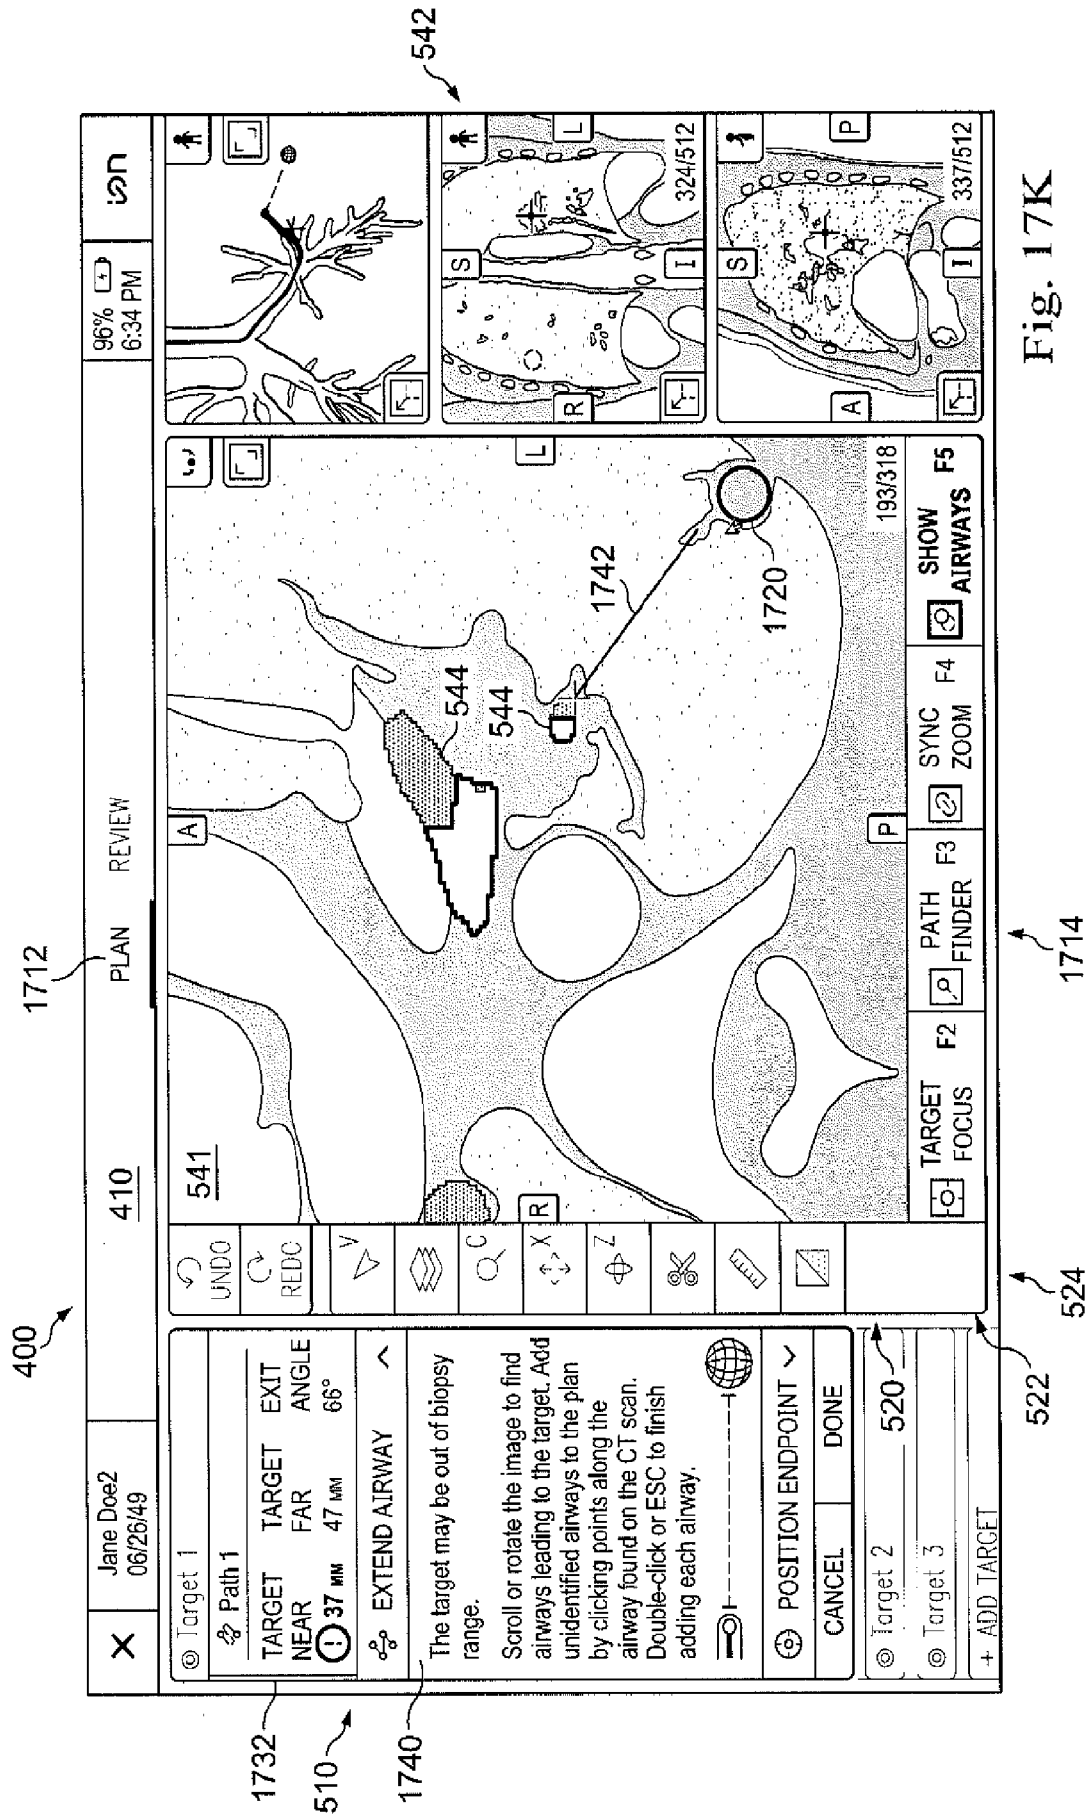 400
1712
X
Jane Doe2
06/26/49
410
PLAN
REVIEW
96%
6:34 PM
Target 1
Path 1
TARGET NEAR
TARGET FAR
EXIT ANGLE
37 MM
47 MM
66°
EXTEND AIRWAY
The target may be out of biopsy
range.
Scroll or rotate the image to find
airways leading to the target. Add
unidentified airways to the plan
by clicking points along the
airway found on the CT scan.
Double-click or ESC to finish
adding each airway.
POSITION ENDPOINT
CANCEL
DONE
Target 2
Target 3
+ ADD TARGET
1732
510
1740
520
522
524
UNDO
REDO
V
C
X
Z
541
A
R
L
P
544
544
1742
1720
193/318
TARGET FOCUS F2
PATH FINDER F3
SYNC ZOOM F4
SHOW AIRWAYS F5
1714
542
S
R
L
I
324/512
S
A
P
I
337/512
Fig. 17K